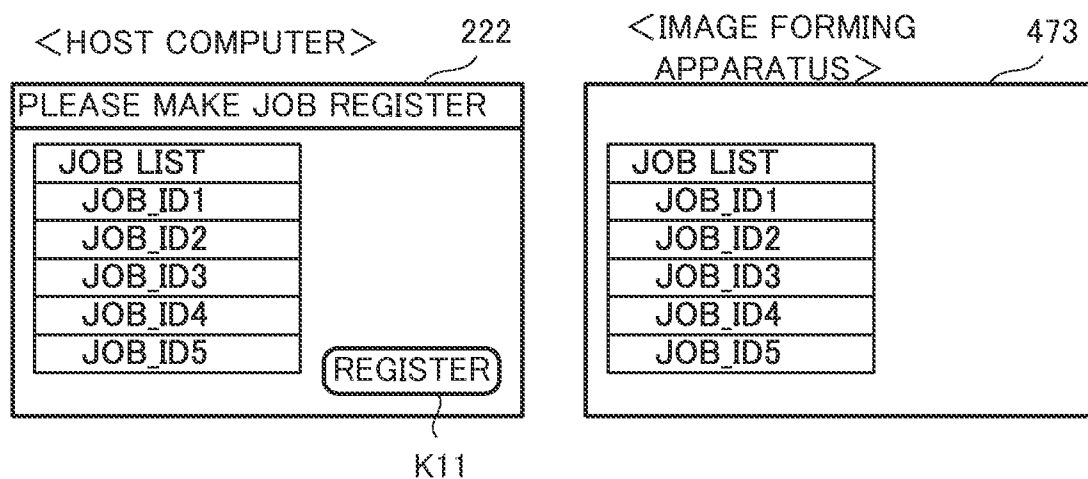 <HOST COMPUTER>
222
PLEASE MAKE JOB REGISTER
JOB LIST
JOB_ID1
JOB_ID2
JOB_ID3
JOB_ID4
JOB_ID5
REGISTER
K11
<IMAGE FORMING
APPARATUS>
473
JOB LIST
JOB_ID1
JOB_ID2
JOB_ID3
JOB_ID4
JOB_ID5